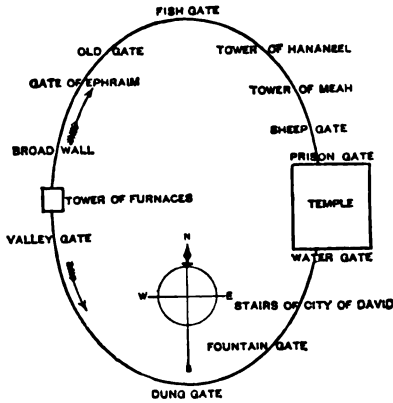 FISH GATE
OLD GATE
TOWER OF HANANEEL
GATE OF EPHRAIM
TOWER OF MEAH
SHEEP GATE
BROAD WALL
PRISON GATE
TOWER OF FURNACES
TEMPLE
VALLEY GATE
N
WATER GATE
W
E
STAIRS OF CITY OF DAVID
FOUNTAIN GATE
S
DUNG GATE